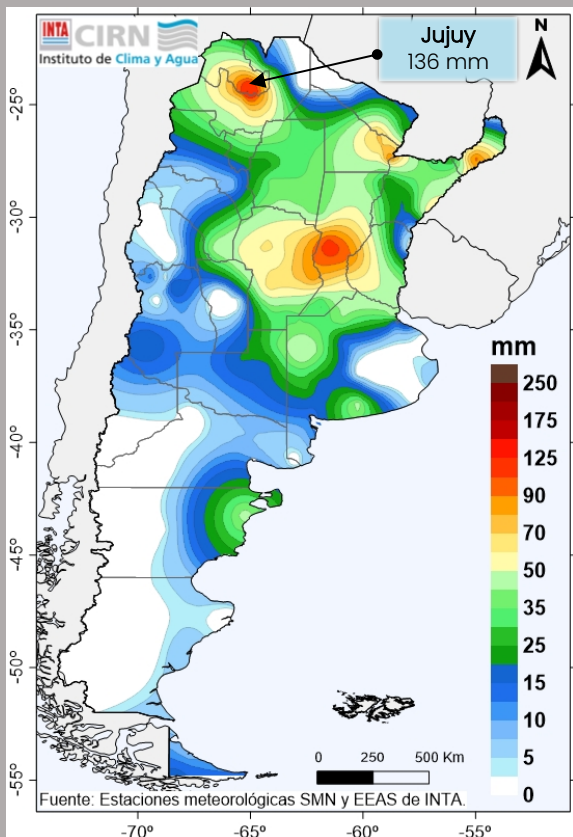 INTA CIRN
Instituto de Clima y Agua
Jujuy
136 mm
N
-25°
-30°
-35°
-40°
-45°
-50°
-55°
mm
250
175
125
90
70
50
35
25
15
10
5
0
0 250 500 Km
Fuente: Estaciones meteorológicas SMN y EEAS de INTA.
-70° -65° -60° -55°